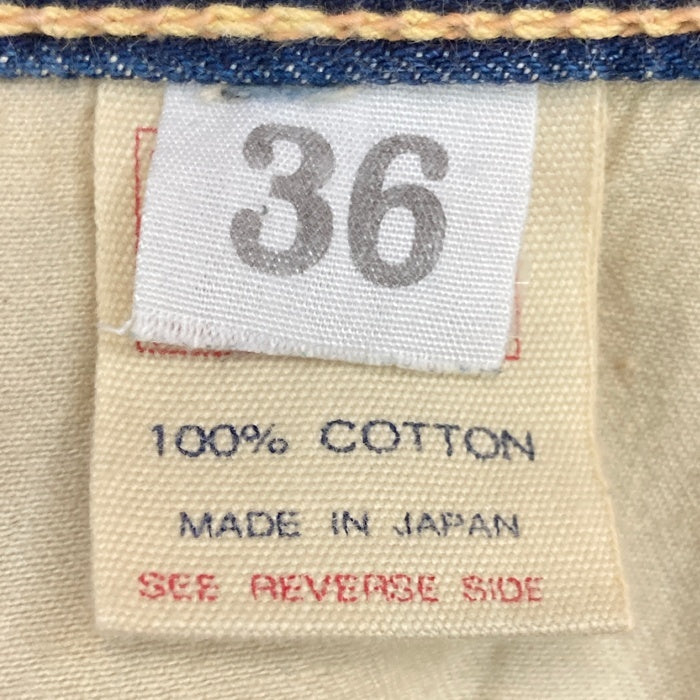 36
100% COTTON
MADE IN JAPAN
SEE REVERSE SIDE